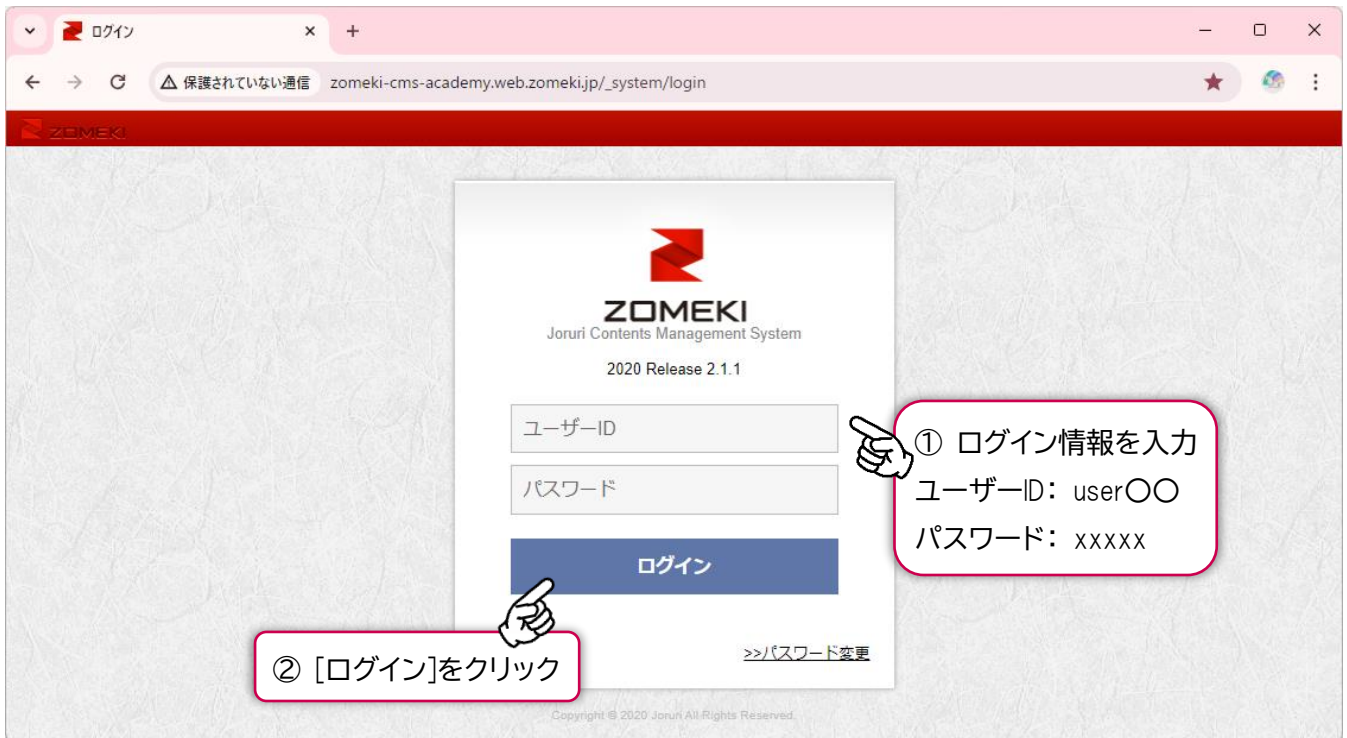 ログイン
保護されていない通信 zomeki-cms-academy.web.zomeki.jp/_system/login
ZOMEKI
ZOMEKI
Joruri Contents Management System
2020 Release 2.1.1
ユーザーID
パスワード
ログイン
>>パスワード変更
① ログイン情報を入力
ユーザーID： user〇〇
パスワード： xxxxx
② [ログイン]をクリック
Copyright © 2020 Joruri All Rights Reserved.